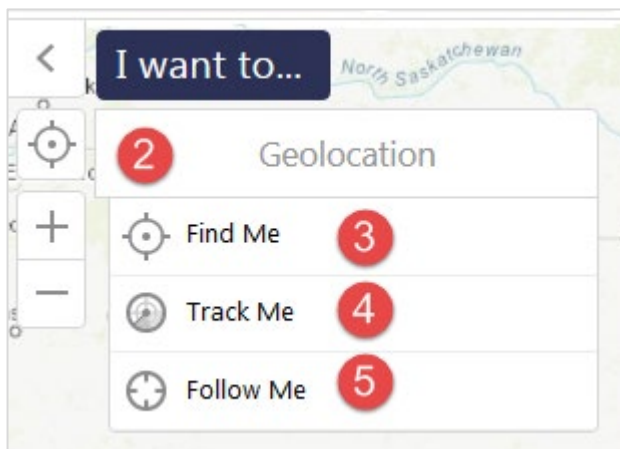 I want to...
North Saskatchewan
2 Geolocation
Find Me 3
Track Me 4
Follow Me 5